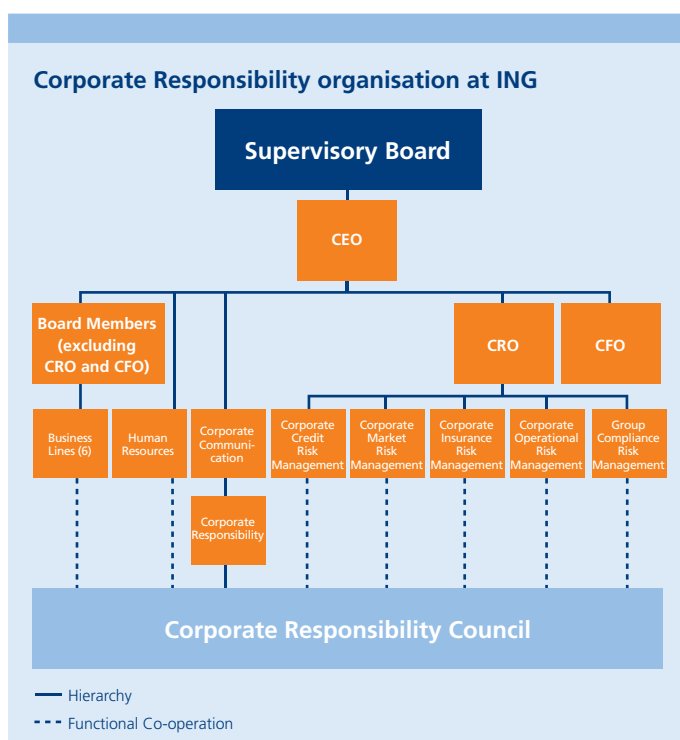 Corporate Responsibility organisation at ING
Supervisory Board
CEO
Board Members
(excluding
CRO and CFO)
CRO
CFO
Business
Lines (6)
Human
Resources
Corporate
Communi-
cation
Corporate
Credit
Risk
Management
Corporate
Market
Risk
Management
Corporate
Insurance
Risk
Management
Corporate
Operational
Risk
Management
Group
Compliance
Risk
Management
Corporate
Responsibility
Corporate Responsibility Council
Hierarchy
Functional Co-operation